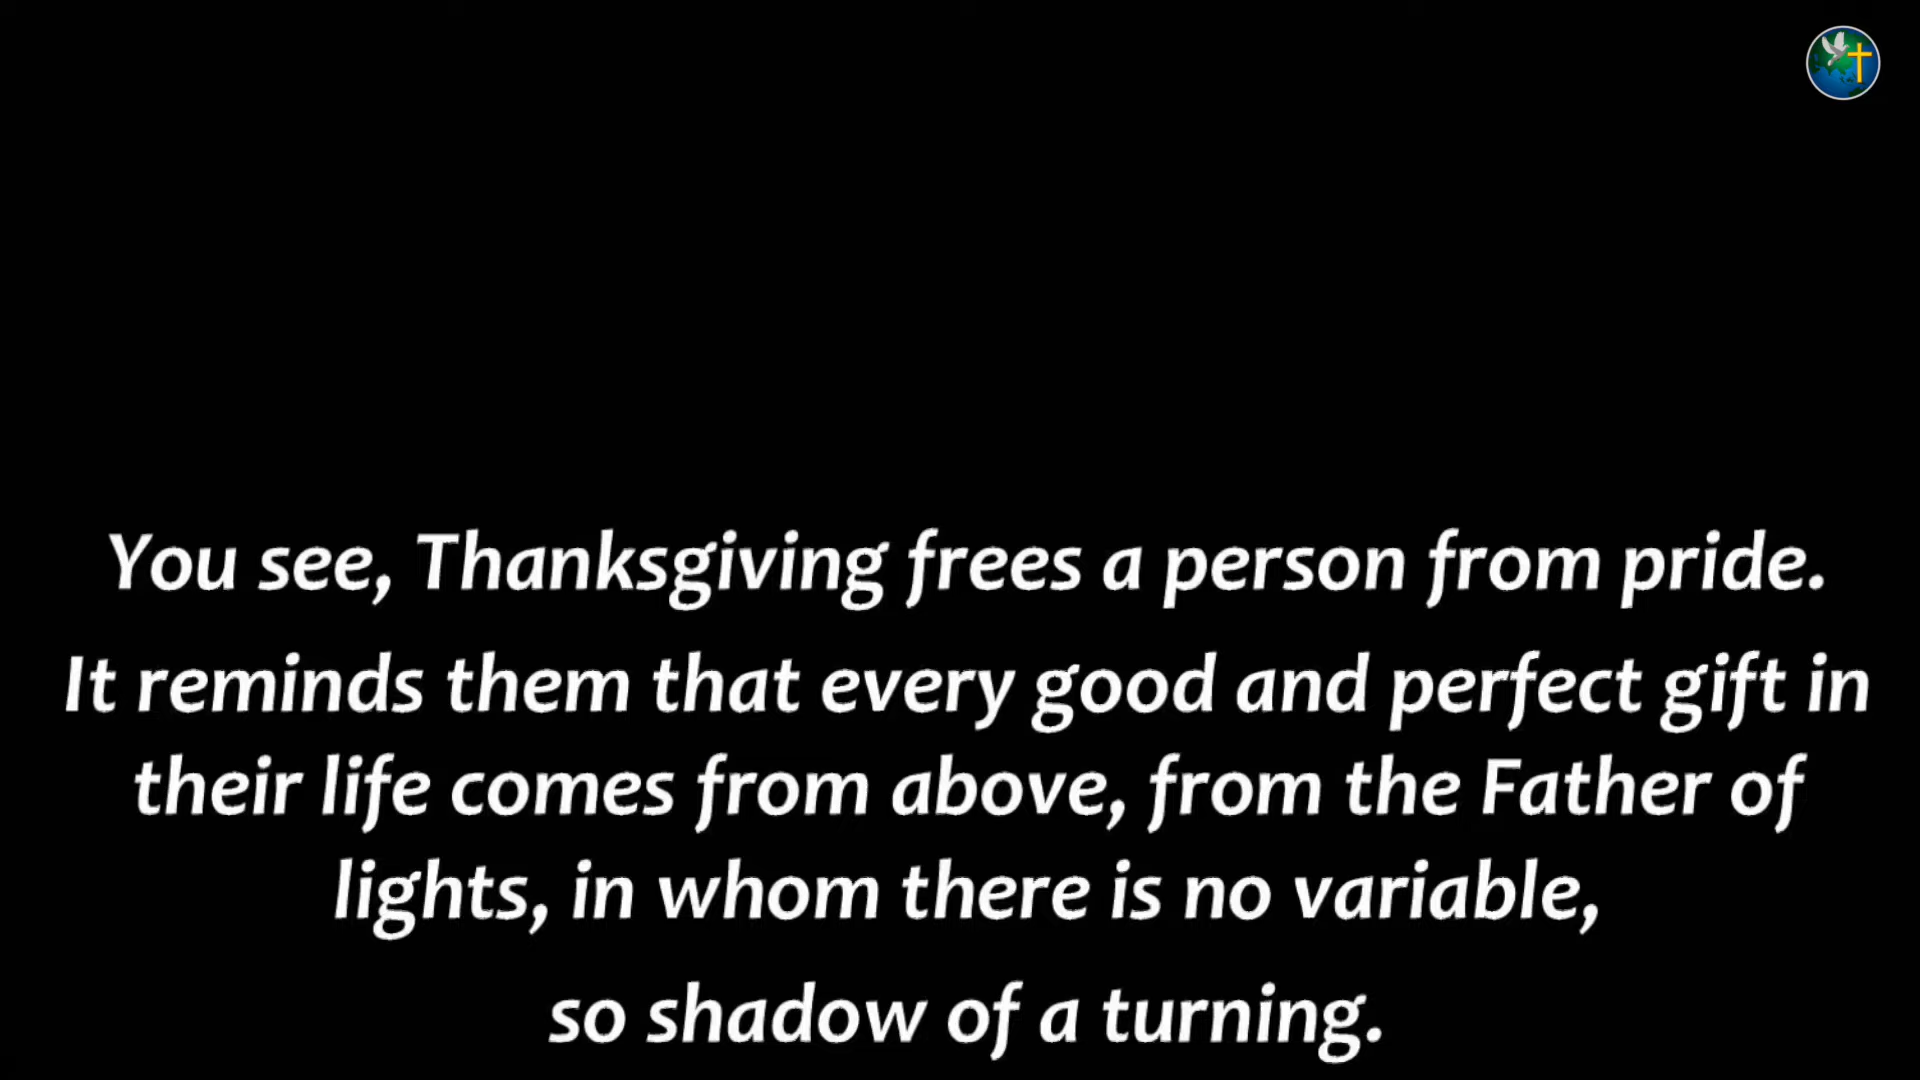 You see, Thanksgiving frees a person from pride.
It reminds them that every good and perfect gift in
their life comes from above, from the Father of
lights, in whom there is no variable,
so shadow of a turning.